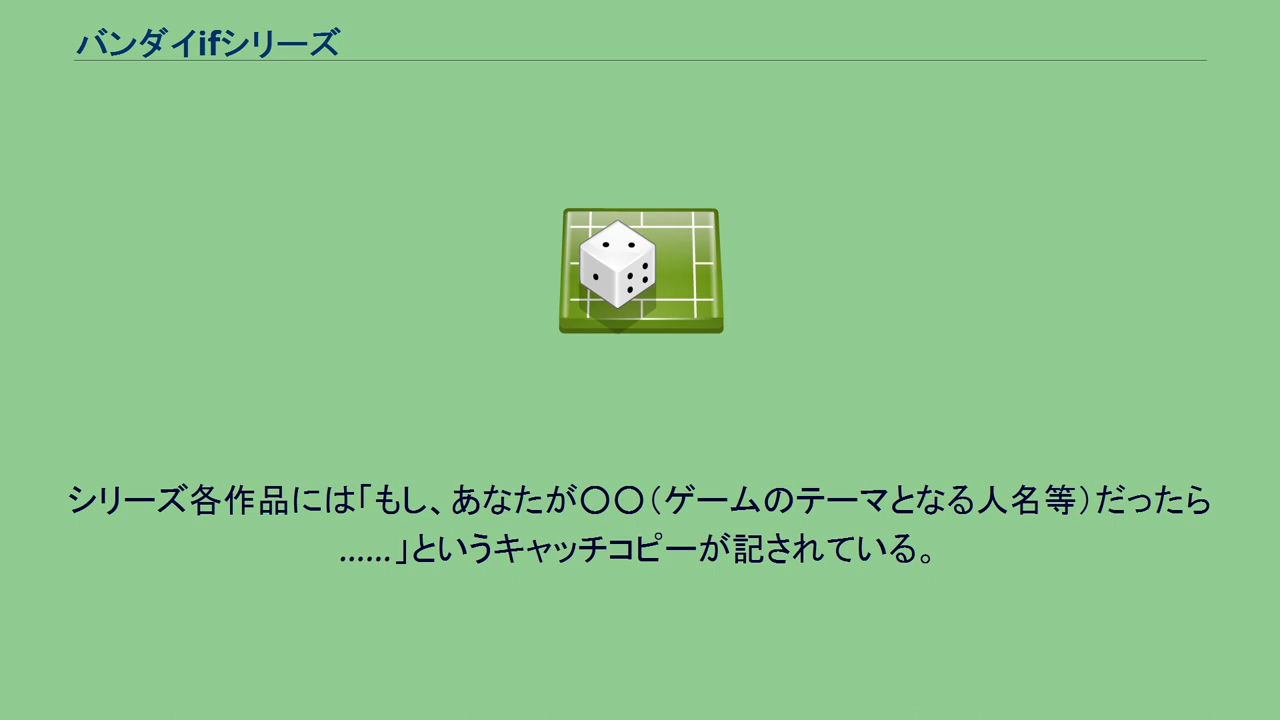 バンダイifシリーズ
シリーズ各作品には「もし、あなたが〇〇（ゲームのテーマとなる人名等）だったら
……」というキャッチコピーが記されている。